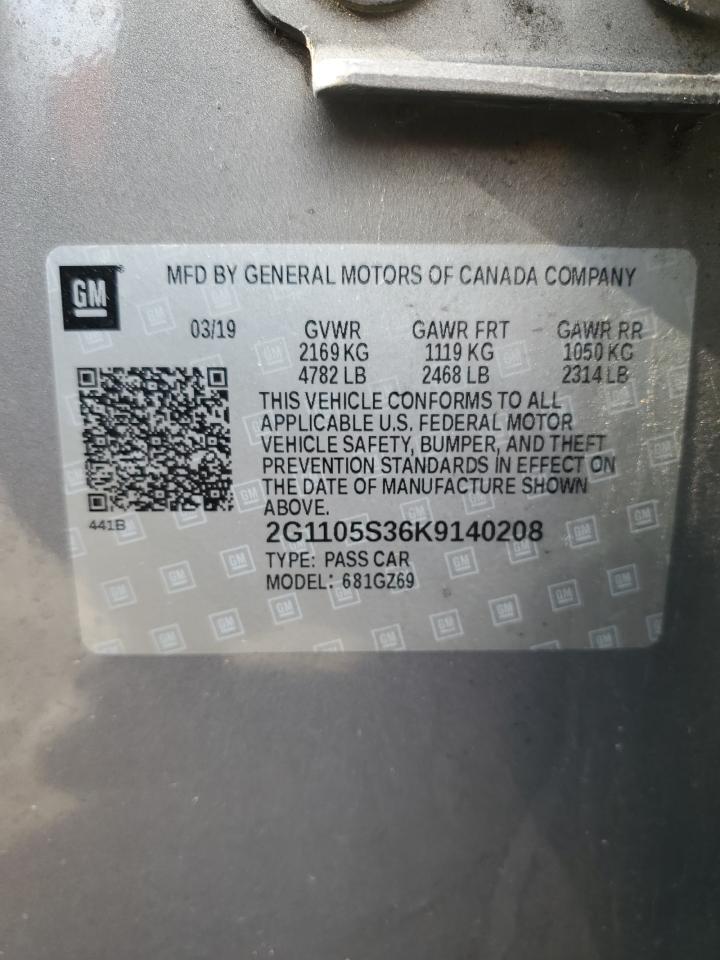 GM
MFD BY GENERAL MOTORS OF CANADA COMPANY
03/19 GVWR GAWR FRT GAWR RR
2169 KG 1119 KG 1050 KG
4782 LB 2468 LB 2314 LB
THIS VEHICLE CONFORMS TO ALL
APPLICABLE U.S. FEDERAL MOTOR
VEHICLE SAFETY, BUMPER, AND THEFT
PREVENTION STANDARDS IN EFFECT ON
THE DATE OF MANUFACTURE SHOWN
ABOVE.
441B
2G1105S36K9140208
TYPE: PASS CAR
MODEL: 681GZ69